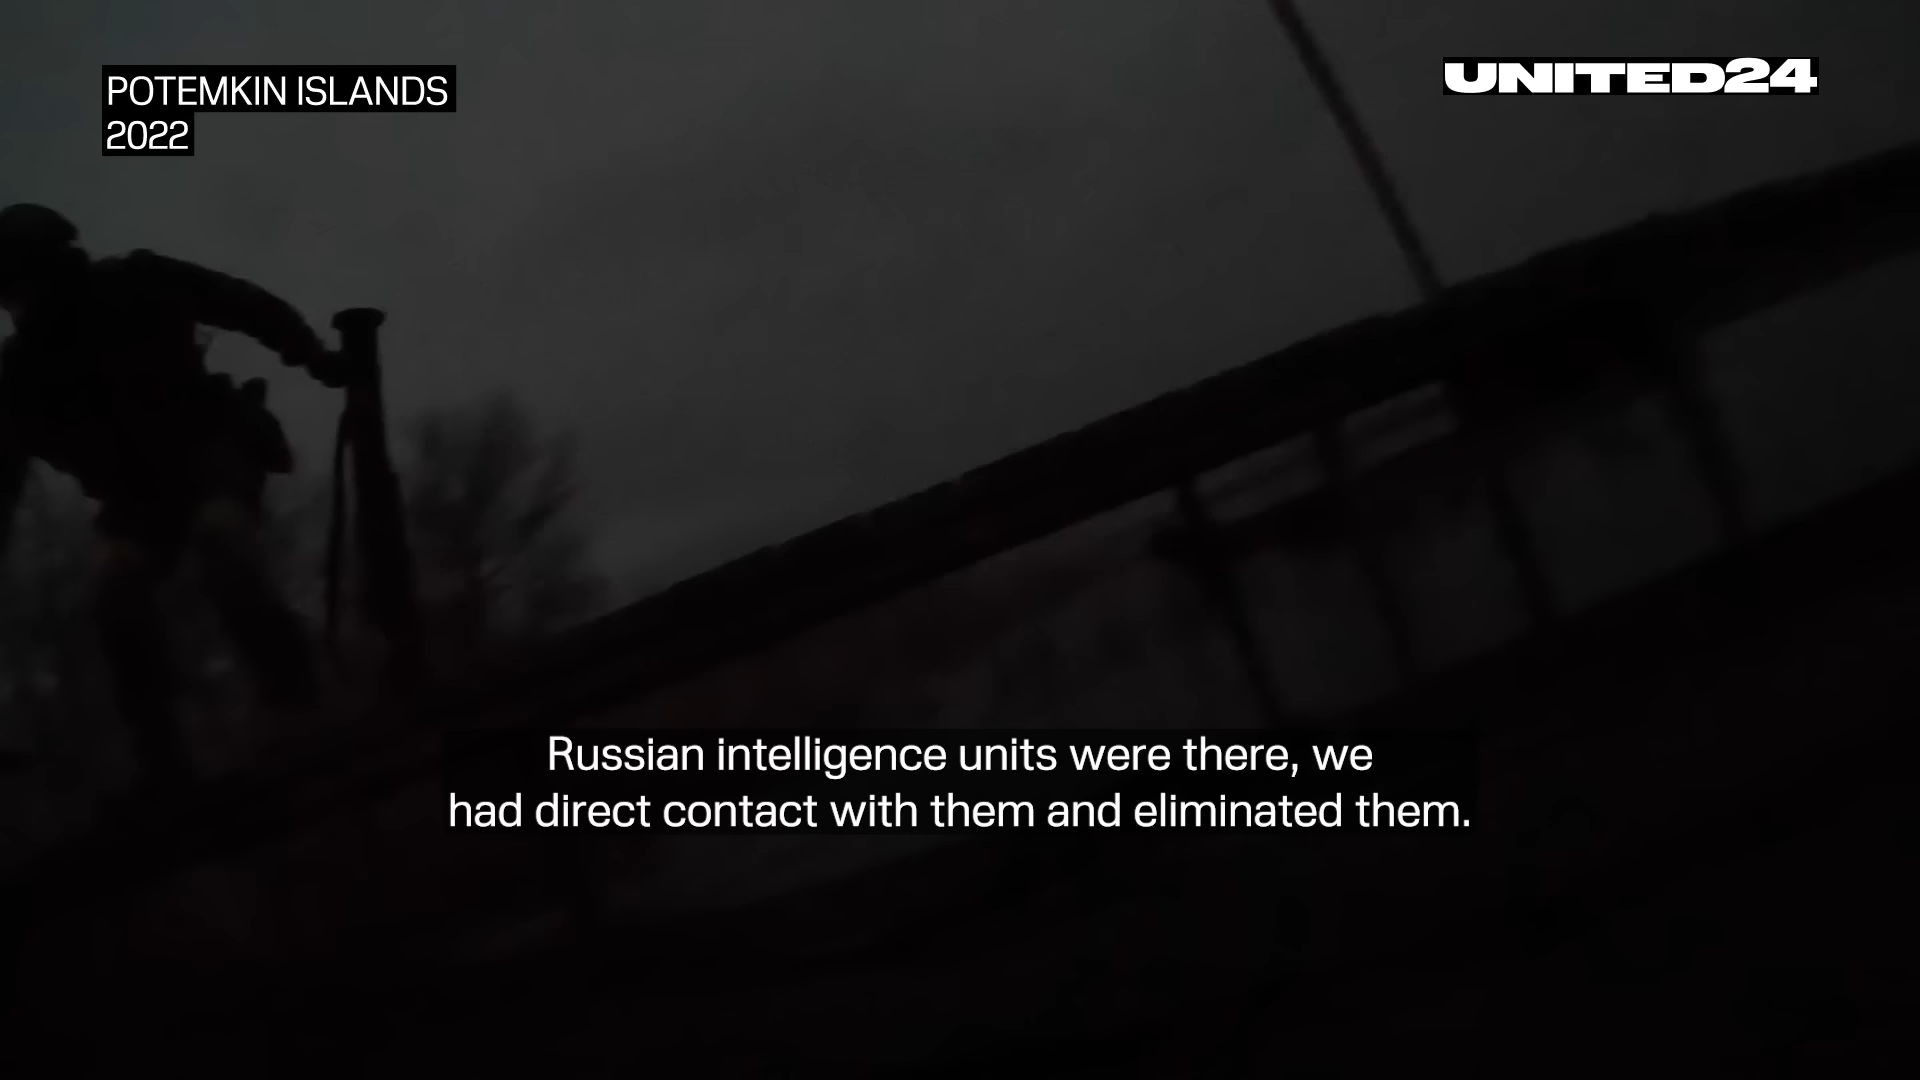 POTEMKIN ISLANDS
2022
UNITED24
Russian intelligence units were there, we
had direct contact with them and eliminated them.